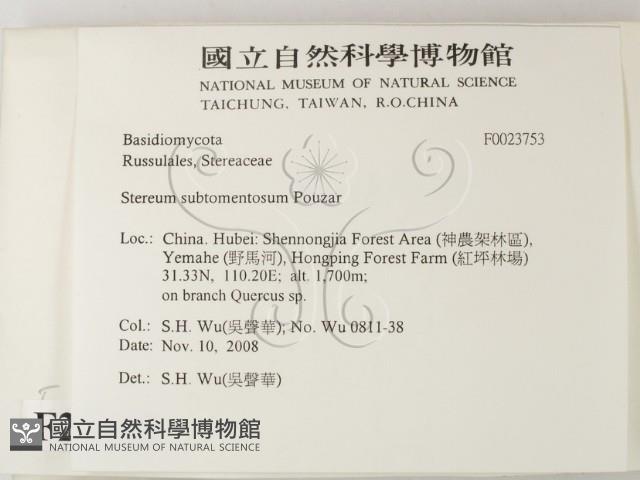 國立自然科學博物館
NATIONAL MUSEUM OF NATURAL SCIENCE
TAICHUNG, TAIWAN, R.O.CHINA
Basidiomycota F0023753
Russulales, Stereaceae
Stereum subtomentosum Pouzar
Loc.: China. Hubei: Shennongjia Forest Area (神農架林區),
Yemahe (野馬河), Hongping Forest Farm (紅坪林場)
31.33N, 110.20E; alt. 1,700m;
on branch Quercus sp.
Col.: S.H. Wu(吳聲華); No. Wu 0811-38
Date: Nov. 10, 2008
Det.: S.H. Wu(吳聲華)
國立自然科學博物館
NATIONAL MUSEUM OF NATURAL SCIENCE